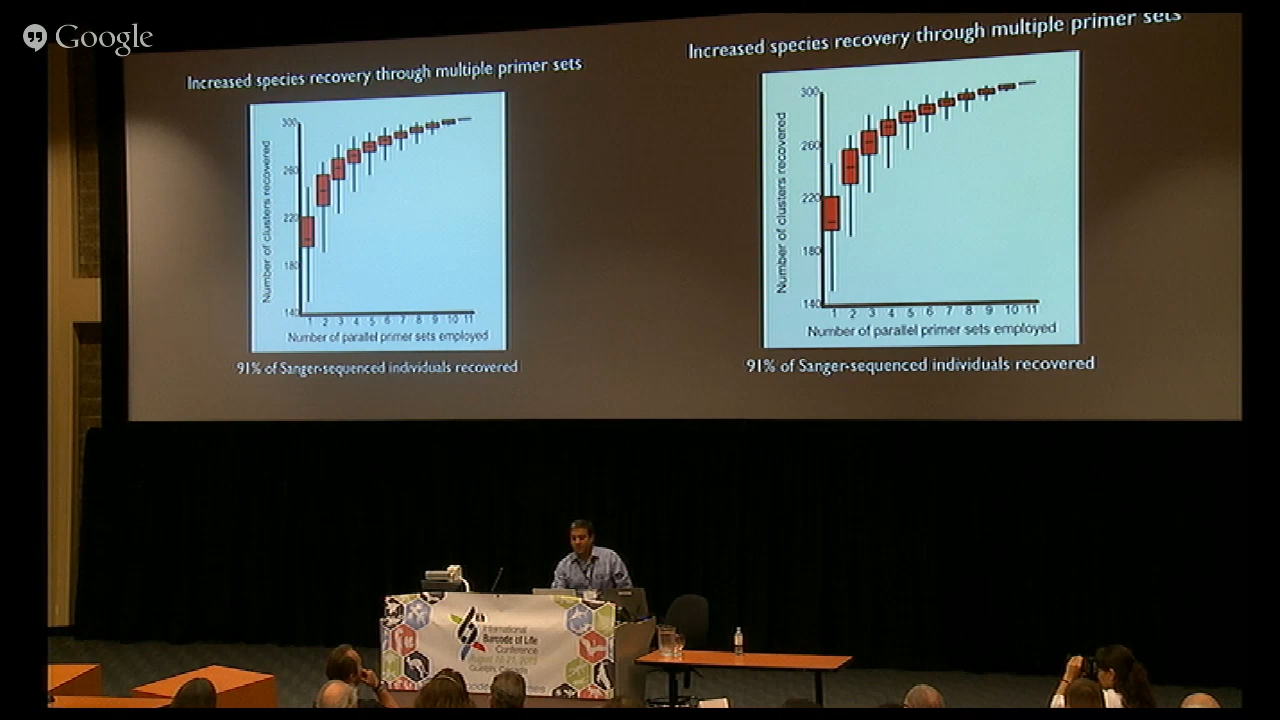 Google
Increased species recovery through multiple primer sets
Number of clusters recovered
300
260
220
180
140
1 2 3 4 5 6 7 8 9 10 11
Number of parallel primer sets employed
91% of Sanger-sequenced individuals recovered
Increased species recovery through multiple primer sets
Number of clusters recovered
300
260
220
180
140
1 2 3 4 5 6 7 8 9 10 11
Number of parallel primer sets employed
91% of Sanger-sequenced individuals recovered
6th
International
Barcode of Life
Conference
Guelph, Canada